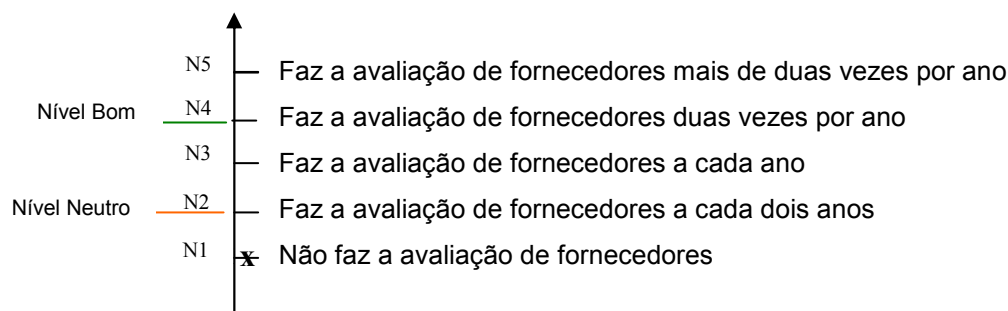 N5 Faz a avaliação de fornecedores mais de duas vezes por ano
Nível Bom N4 Faz a avaliação de fornecedores duas vezes por ano
N3 Faz a avaliação de fornecedores a cada ano
Nível Neutro N2 Faz a avaliação de fornecedores a cada dois anos
N1 x Não faz a avaliação de fornecedores